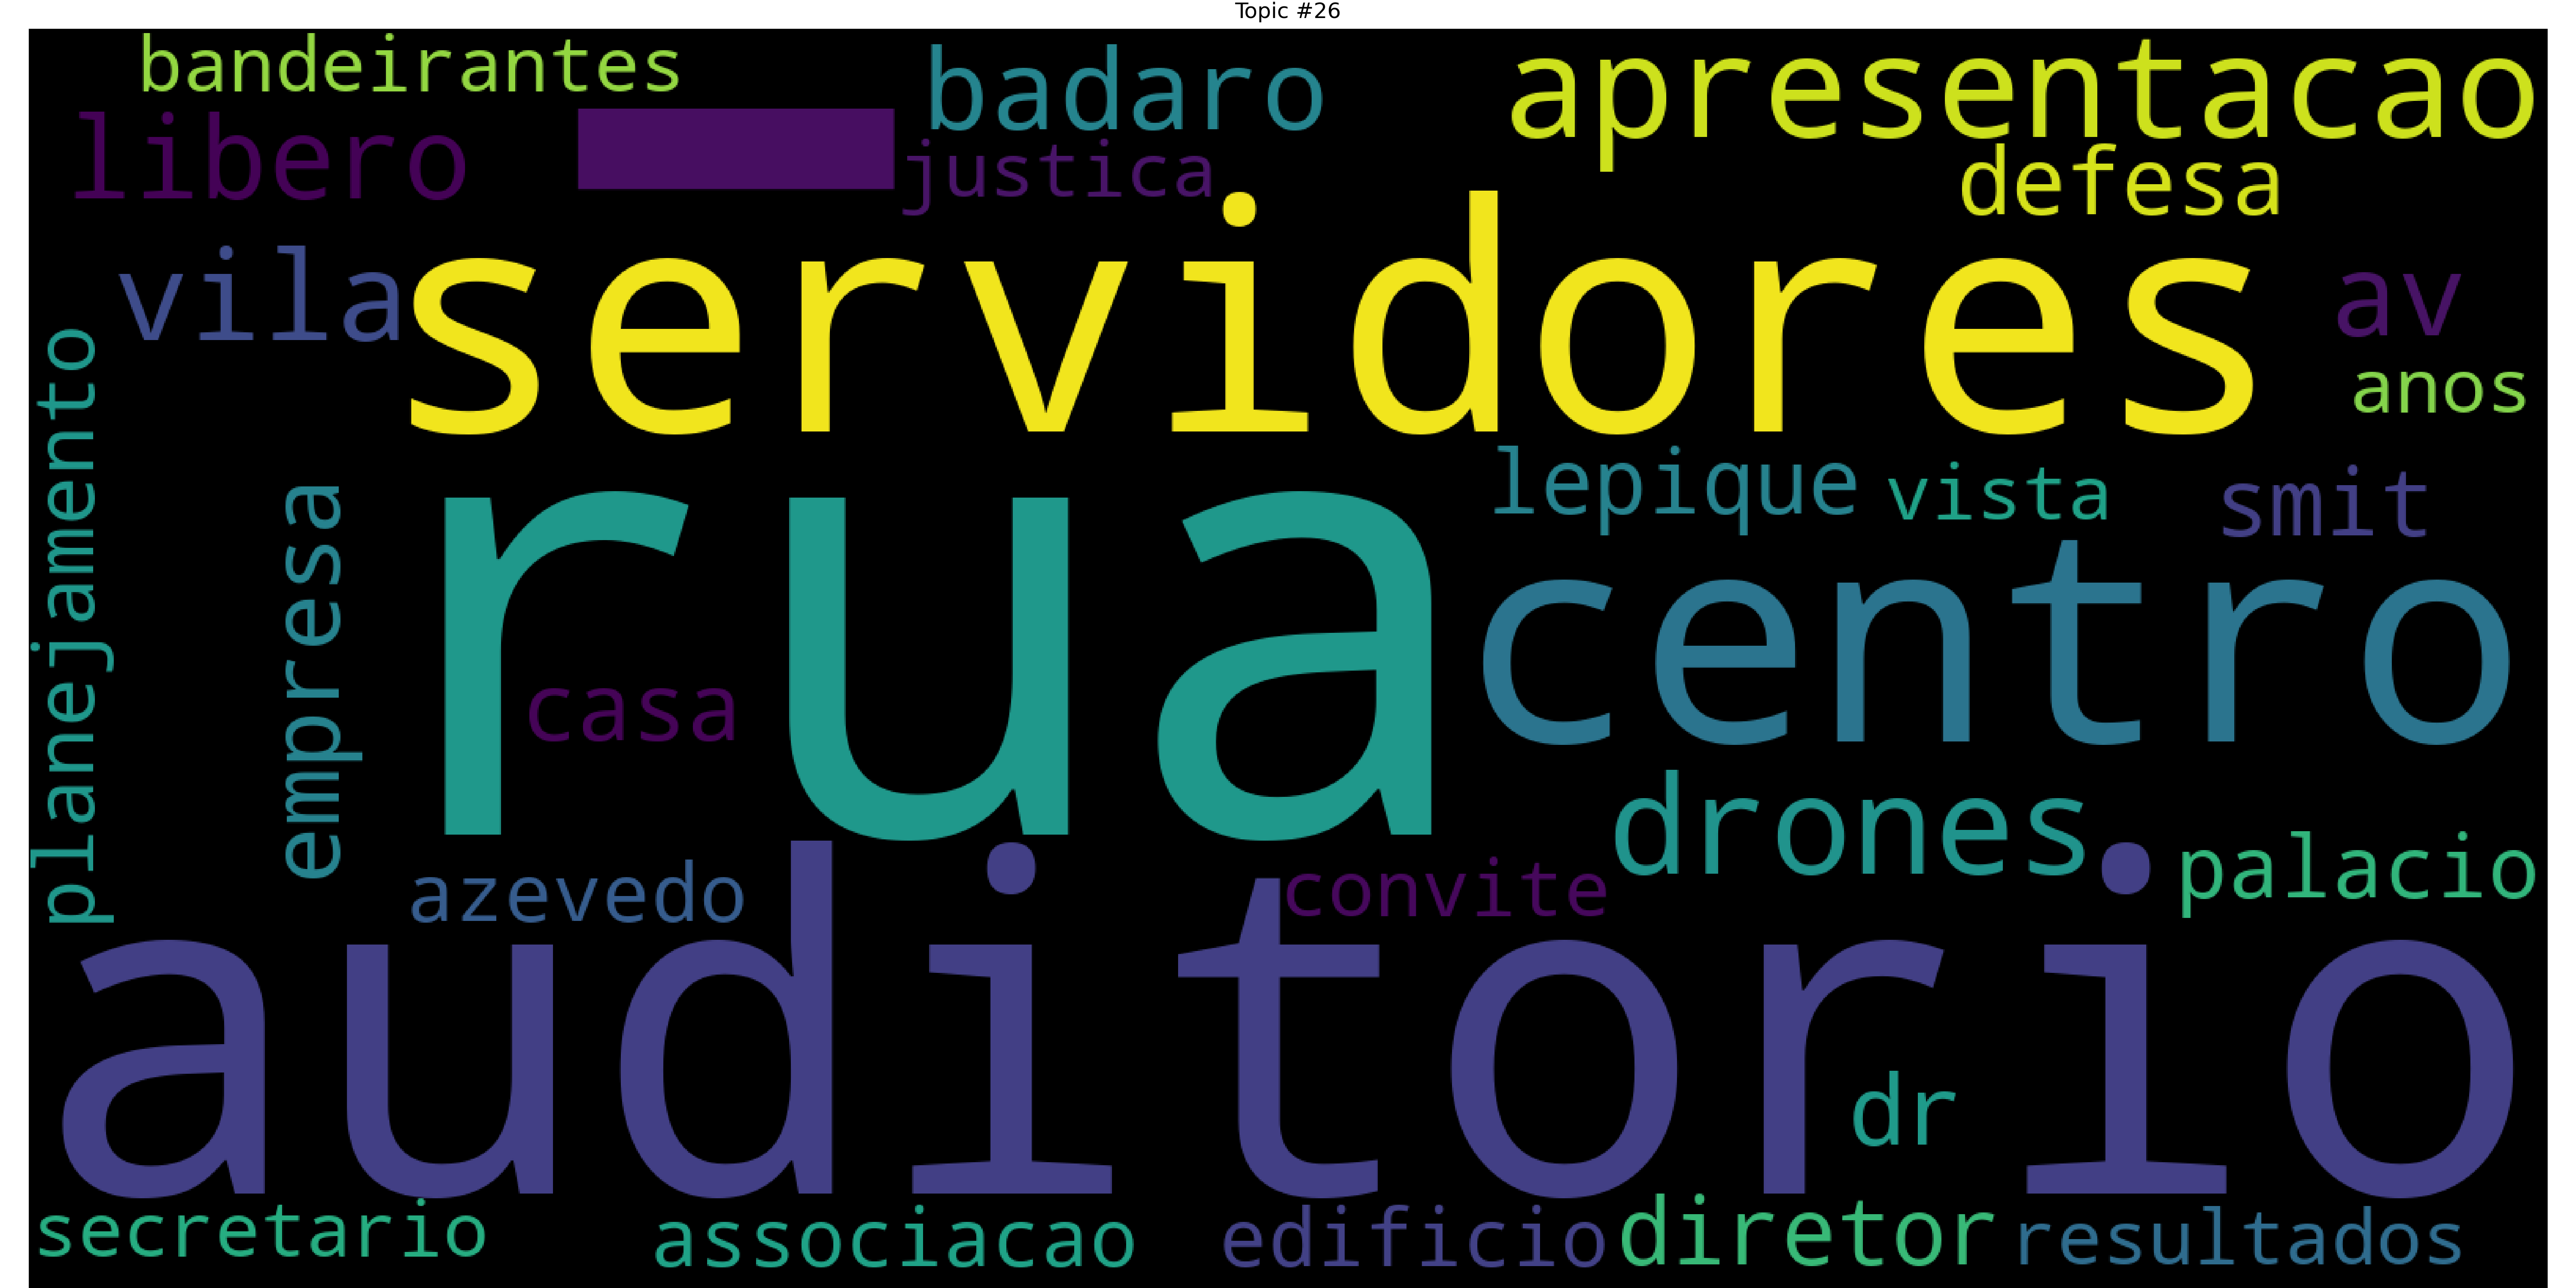 Topic #26
bandeirantes
badaro
apresentacao
libero
justica
defesa
vila
servidores
av
anos
planejamento
empresa
rua
lepique
vista
smit
centro
casa
drones
azevedo
convite
palacio
auditorio
dr
secretario
associacao
edificio
diretor
resultados